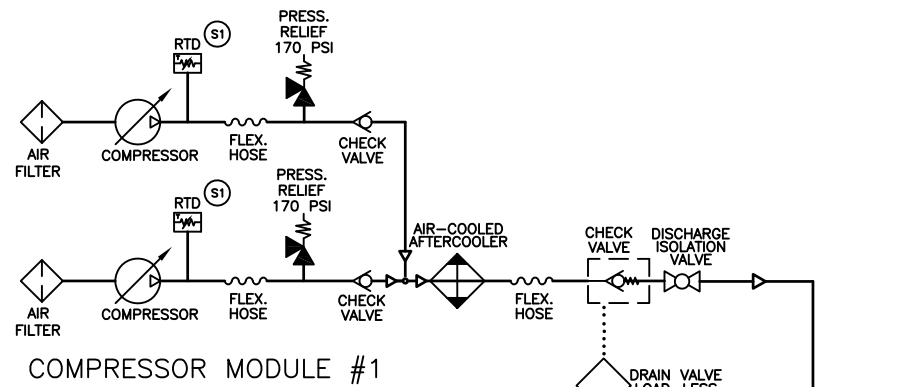 PRESS.
RELIEF
170 PSI
S1
RTD
AIR
FILTER
COMPRESSOR
FLEX.
HOSE
CHECK
VALVE
PRESS.
RELIEF
170 PSI
S1
RTD
AIR
FILTER
COMPRESSOR
FLEX.
HOSE
CHECK
VALVE
AIR-COOLED
AFTERCOOLER
FLEX.
HOSE
CHECK
VALVE
DISCHARGE
ISOLATION
VALVE
COMPRESSOR MODULE #1
DRAIN VALVE
LOAD LESS